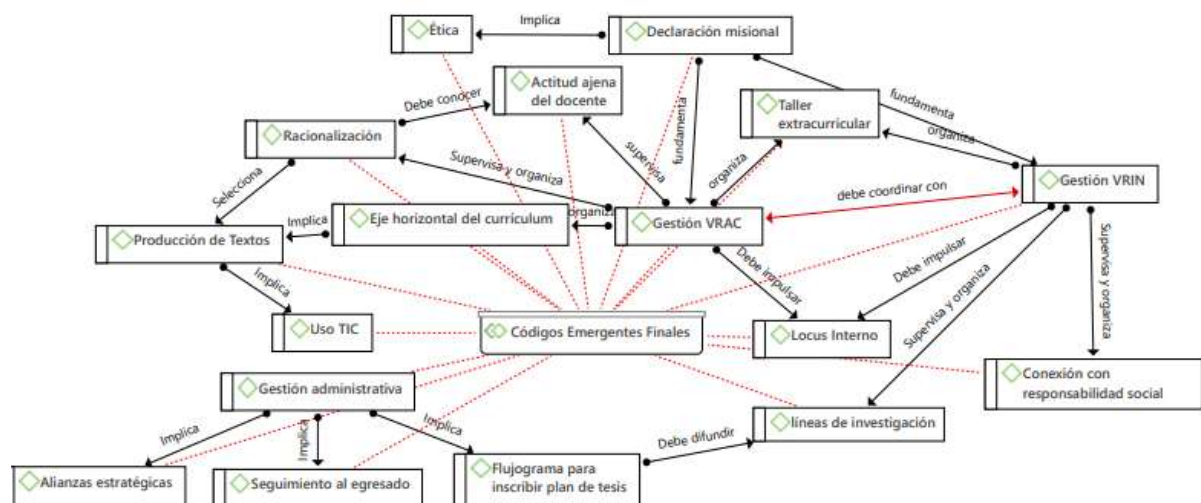 Ética
Implica
Declaración misional
Actitud ajena
del docente
Debe conocer
fundamenta
Taller
extracurricular
fundamenta
organiza
Racionalización
Supervisa y organiza
supervisa
organiza
Gestión VRIN
debe coordinar con
Selecciona
Eje horizontal del currículum
organiza
Gestión VRAC
Implica
Producción de Textos
Debe impulsar
Debe impulsar
Supervisa y organiza
Supervisa y organiza
Implica
Uso TIC
Códigos Emergentes Finales
Locus Interno
Conexión con
responsabilidad social
Gestión administrativa
líneas de investigación
Implica
Implica
Implica
Debe difundir
Alianzas estratégicas
Seguimiento al egresado
Flujograma para
inscribir plan de tesis